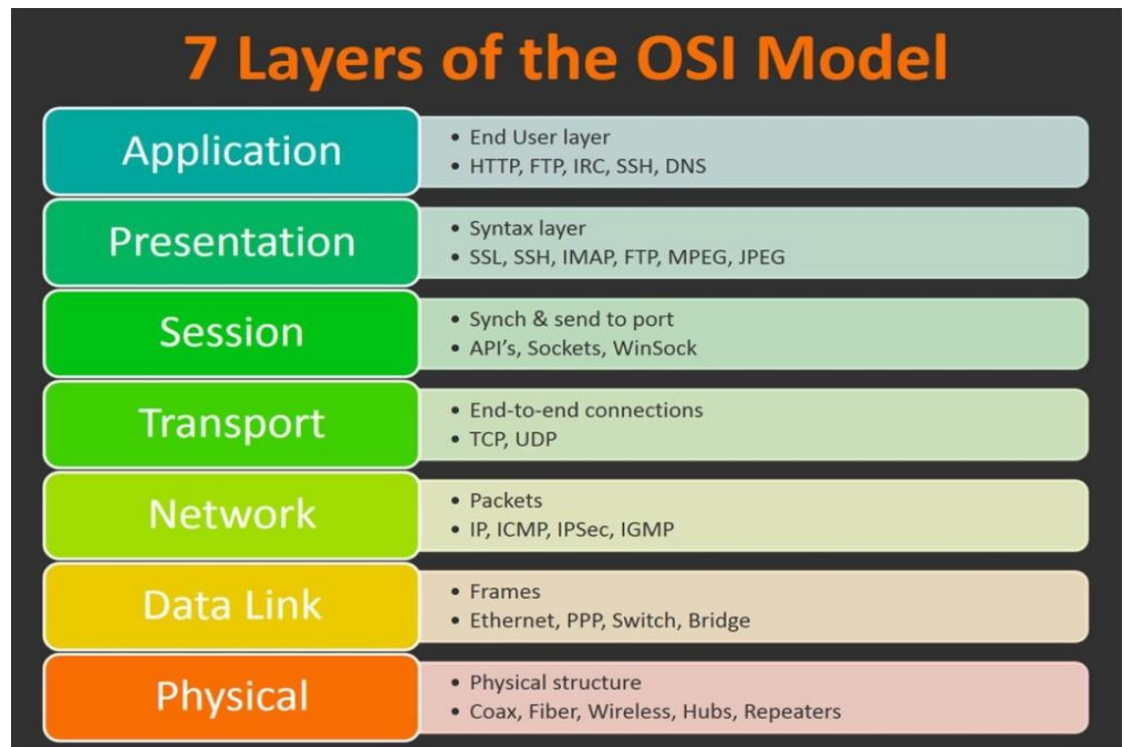 7 Layers of the OSI Model
Application
• End User layer
• HTTP, FTP, IRC, SSH, DNS
Presentation
• Syntax layer
• SSL, SSH, IMAP, FTP, MPEG, JPEG
Session
• Synch & send to port
• API's, Sockets, WinSock
Transport
• End-to-end connections
• TCP, UDP
Network
• Packets
• IP, ICMP, IPSec, IGMP
Data Link
• Frames
• Ethernet, PPP, Switch, Bridge
Physical
• Physical structure
• Coax, Fiber, Wireless, Hubs, Repeaters